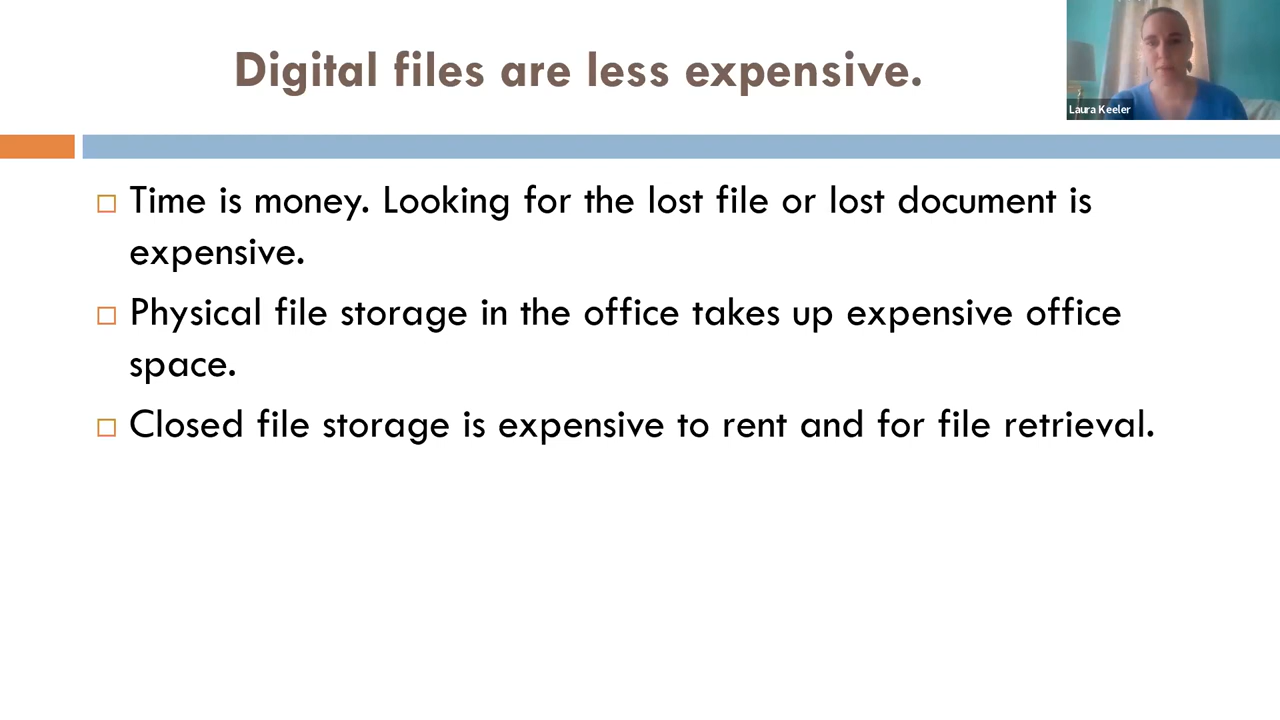 Digital files are less expensive.
Laura Keeler
Time is money. Looking for the lost file or lost document is
expensive.
Physical file storage in the office takes up expensive office
space.
Closed file storage is expensive to rent and for file retrieval.